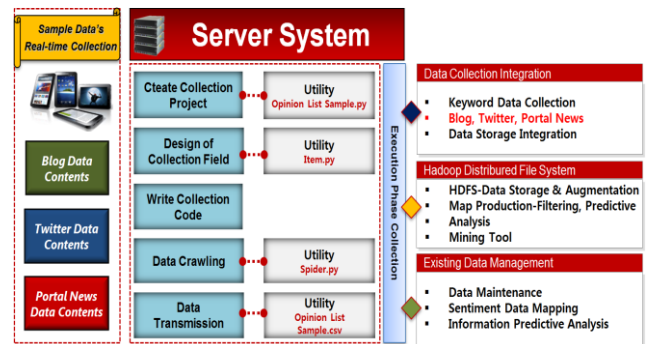 Sample Data's
Real-time Collection
Blog Data
Contents
Twitter Data
Contents
Portal News
Data Contents
Server System
Cteate Collection
Project
Utility
Opinion List Sample.py
Design of
Collection Field
Utility
Item.py
Write Collection
Code
Data Crawling
Utility
Spider.py
Data
Transmission
Utility
Opinion List
Sample.csv
Execution Phase Collection
Data Collection Integration
▪ Keyword Data Collection
▪ Blog, Twitter, Portal News
▪ Data Storage Integration
Hadoop Distribured File System
▪ HDFS-Data Storage & Augmentation
▪ Map Production-Filtering, Predictive
▪ Analysis
▪ Mining Tool
Existing Data Management
▪ Data Maintenance
▪ Sentiment Data Mapping
▪ Information Predictive Analysis